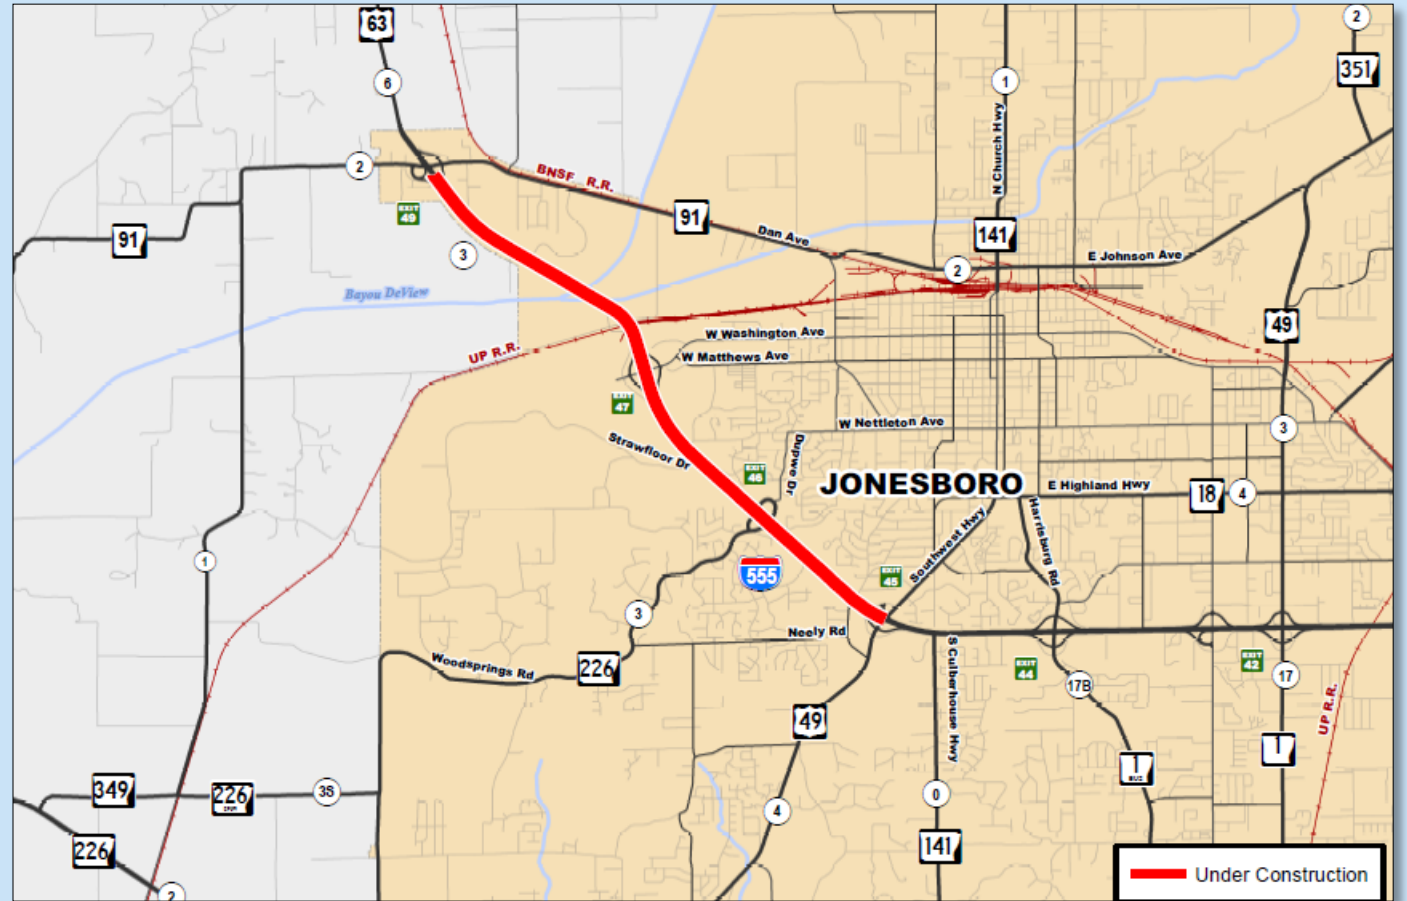 63
2
351
6
1
N Church Hwy
2
BNSF R.R.
91
EXIT
49
91
3
Dan Ave
141
2
E Johnson Ave
Bayou DeView
49
UP R.R.
W Washington Ave
W Matthews Ave
EXIT
47
W Nettleton Ave
3
Strawfloor Dr
Dupwe Dr
EXIT
46
JONESBORO
E Highland Hwy
18
4
Harrisburg Rd
Southwest Hwy
1
555
EXIT
45
3
Neely Rd
Woodsprings Rd
226
S Culberhouse Hwy
EXIT
44
EXIT
42
17B
17
UP R.R.
49
1
1
BUS
349
226
SPUR
3S
4
0
226
141
2
Under Construction